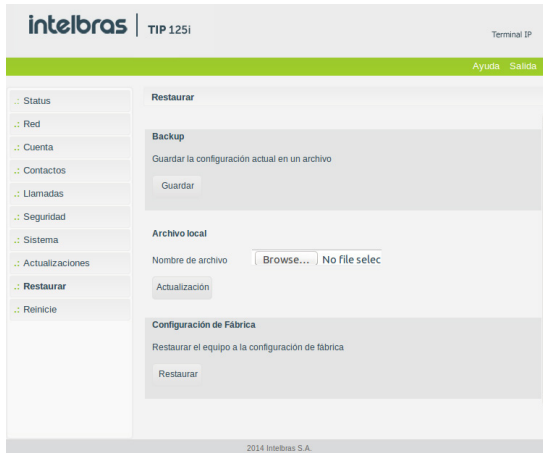 intelbras TIP 125i
Terminal IP
Ayuda Salida
.: Status
.: Red
.: Cuenta
.: Contactos
.: Llamadas
.: Seguridad
.: Sistema
.: Actualizaciones
.: Restaurar
.: Reinicie
Restaurar
Backup
Guardar la configuración actual en un archivo
Guardar
Archivo local
Nombre de archivo Browse... No file selec
Actualización
Configuración de Fábrica
Restaurar el equipo a la configuración de fábrica
Restaurar
2014 Intelbras S.A.